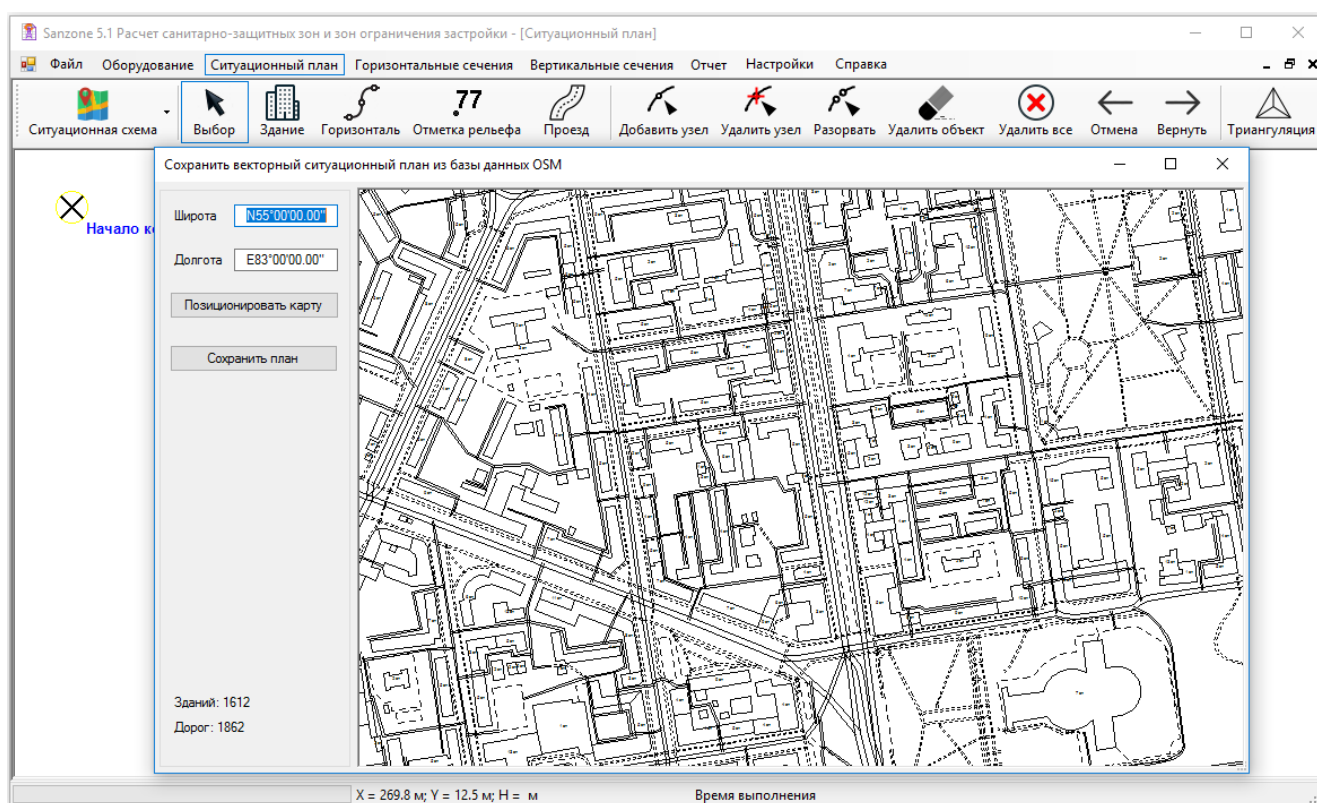 Sanzone 5.1 Расчет санитарно-защитных зон и зон ограничения застройки - [Ситуационный план]
Файл Оборудование Ситуационный план Горизонтальные сечения Вертикальные сечения Отчет Настройки Справка
77
Ситуационная схема Выбор Здание Горизонталь Отметка рельефа Проезд Добавить узел Удалить узел Разорвать Удалить объект Удалить все Отмена Вернуть Триангуляция
Сохранить векторный ситуационный план из базы данных OSM
Широта N55°00'00.00"
Начало
Долгота E83°00'00.00"
Позиционировать карту
Сохранить план
Зданий: 1612
Дорог: 1862
X = 269.8 м; Y = 12.5 м; H = м Время выполнения